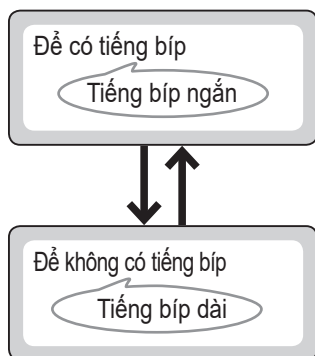 Để có tiếng bíp
Tiếng bíp ngắn
Để không có tiếng bíp
Tiếng bíp dài